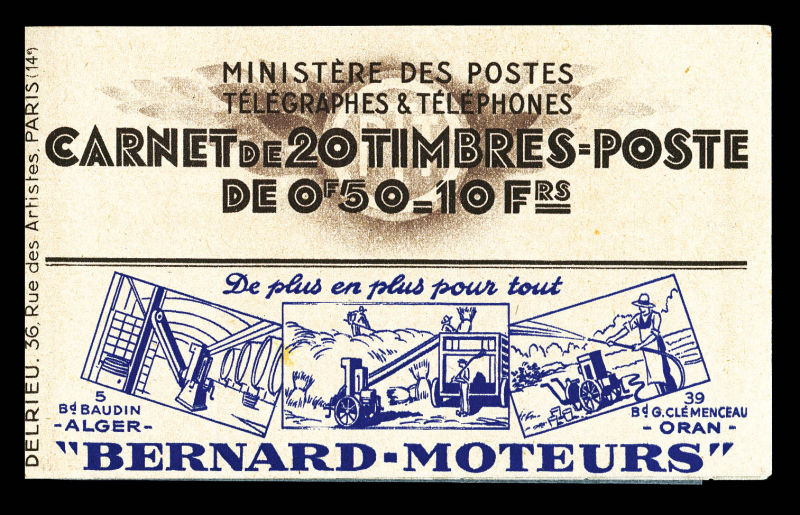 MINISTÈRE DES POSTES
TÉLÉGRAPHES & TÉLÉPHONES
CARNET DE 20 TIMBRES=POSTE
DE 0F50=10 FRS
De plus en plus pour tout
5
Bd BAUDIN
-ALGER-
39
Bd G.CLÉMENCEAU
-ORAN-
"BERNARD-MOTEURS"
DELRIEU. 36, Rue des Artistes. PARIS (14e)